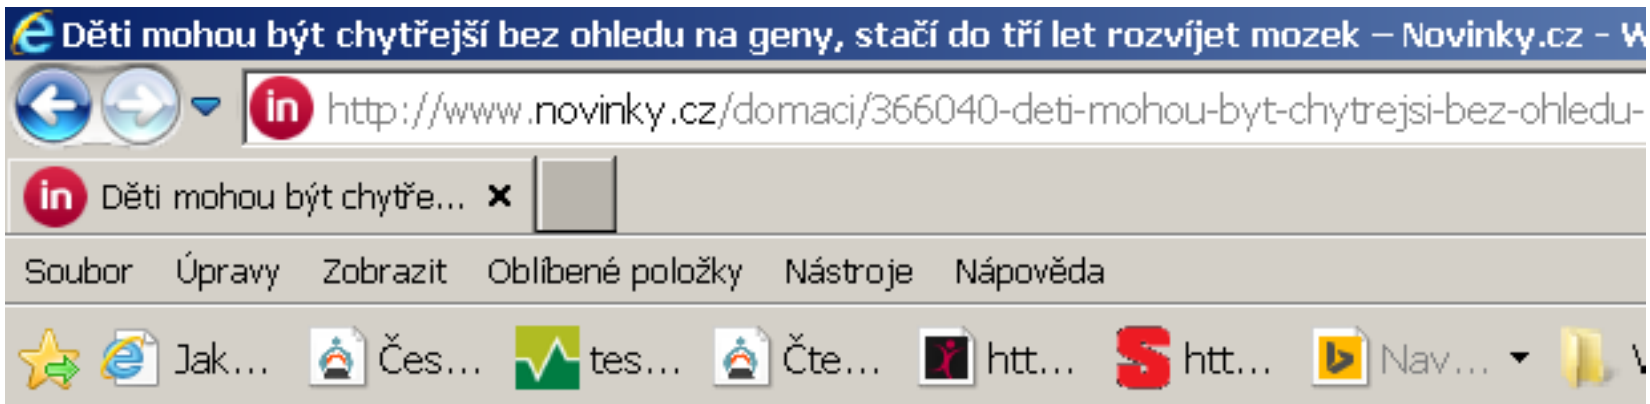 Děti mohou být chytřejší bez ohledu na geny, stačí do tří let rozvíjet mozek – Novinky.cz - W
in http://www.novinky.cz/domaci/366040-deti-mohou-byt-chytrejsi-bez-ohledu-
in Děti mohou být chytře...
Soubor Úpravy Zobrazit Oblíbené položky Nástroje Nápověda
Jak... Čes... tes... Čte... htt... S htt... Nav...